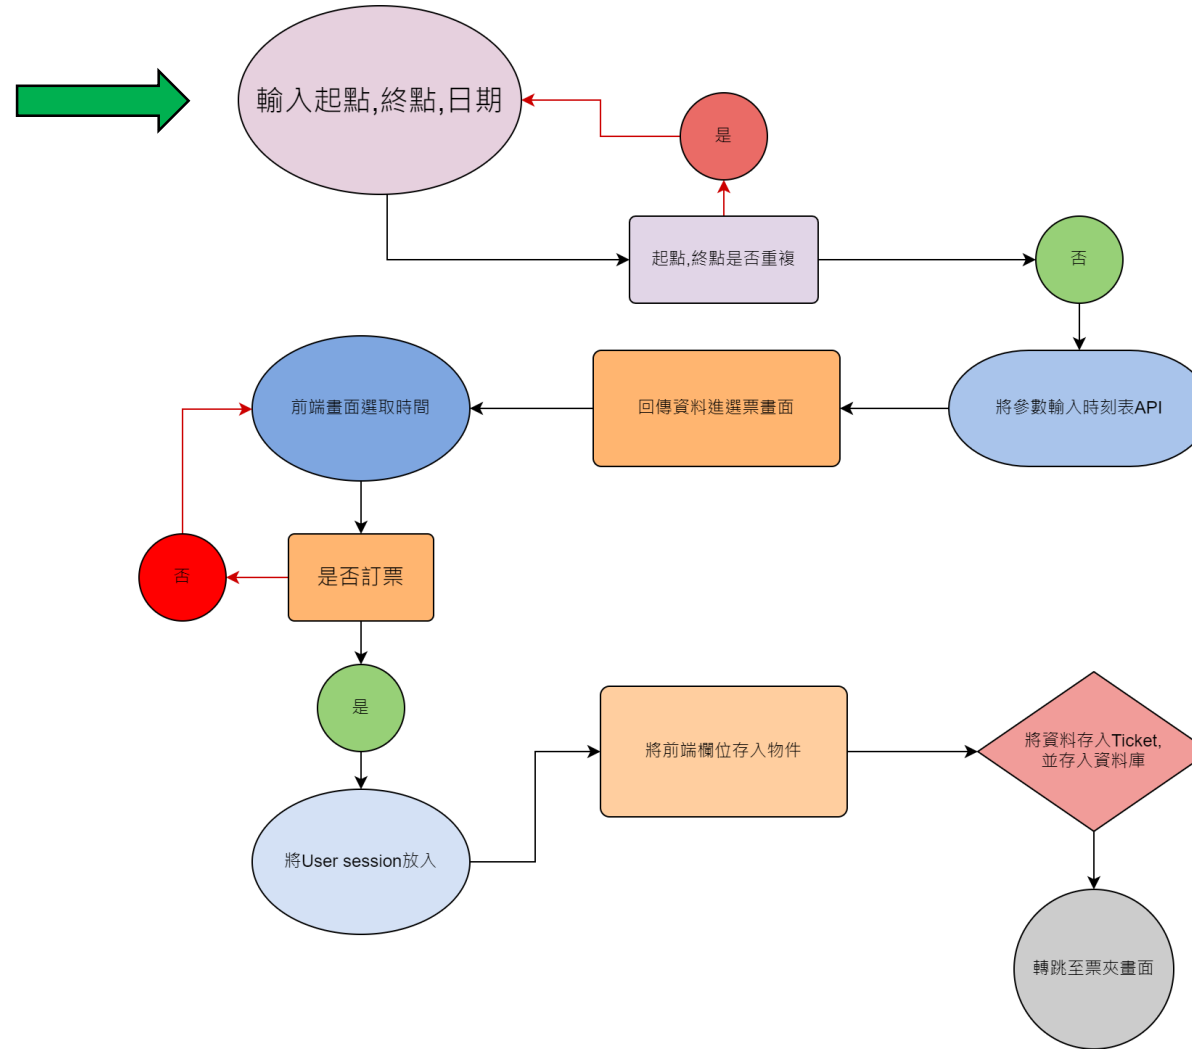 輸入起點,終點,日期
是
起點,終點是否重複
否
將參數輸入時刻表API
回傳資料進選票畫面
前端畫面選取時間
是否訂票
否
是
將User session放入
將前端欄位存入物件
將資料存入Ticket,
並存入資料庫
轉跳至票夾畫面